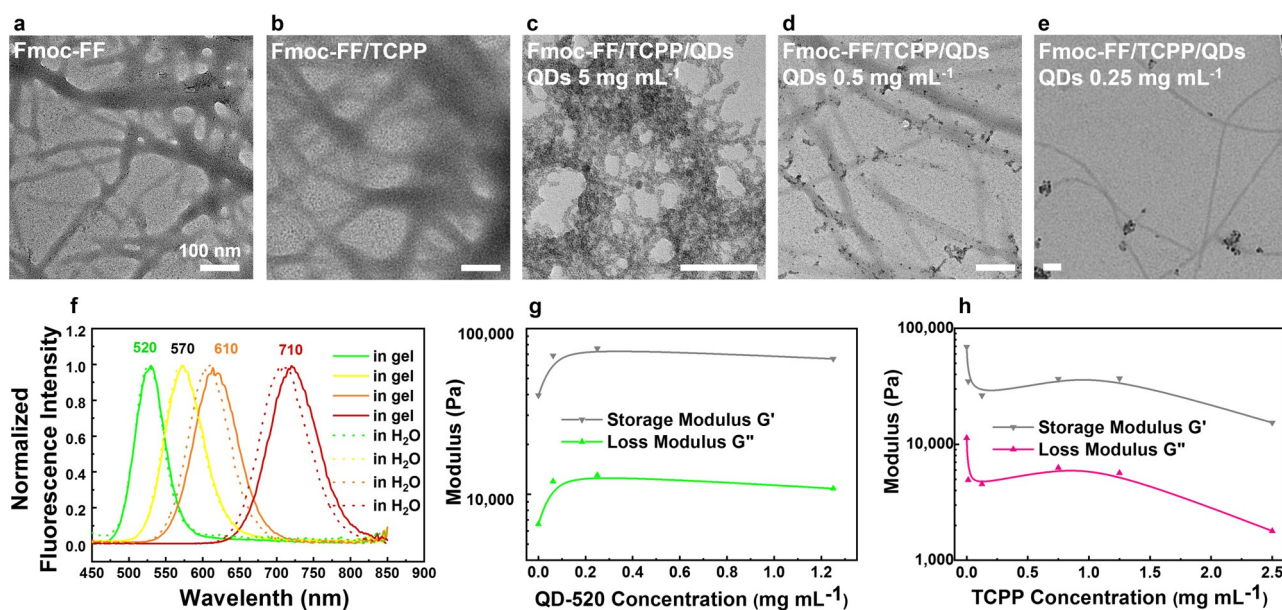 a
Fmoc-FF
100 nm
b
Fmoc-FF/TCPP
c
Fmoc-FF/TCPP/QDs
QDs 5 mg mL⁻¹
d
Fmoc-FF/TCPP/QDs
QDs 0.5 mg mL⁻¹
e
Fmoc-FF/TCPP/QDs
QDs 0.25 mg mL⁻¹
f
Normalized
Fluorescence Intensity
1.2
1.0
0.8
0.6
0.4
0.2
0.0
520
570
610
710
in gel
in gel
in gel
in gel
in H₂O
in H₂O
in H₂O
in H₂O
450 500 550 600 650 700 750 800 850 900
Wavelenth (nm)
g
Modulus (Pa)
100,000
10,000
Storage Modulus G'
Loss Modulus G"
0.0 0.2 0.4 0.6 0.8 1.0 1.2
QD-520 Concentration (mg mL⁻¹)
h
Modulus (Pa)
100,000
10,000
1,000
Storage Modulus G'
Loss Modulus G"
0.0 0.5 1.0 1.5 2.0 2.5
TCPP Concentration (mg mL⁻¹)